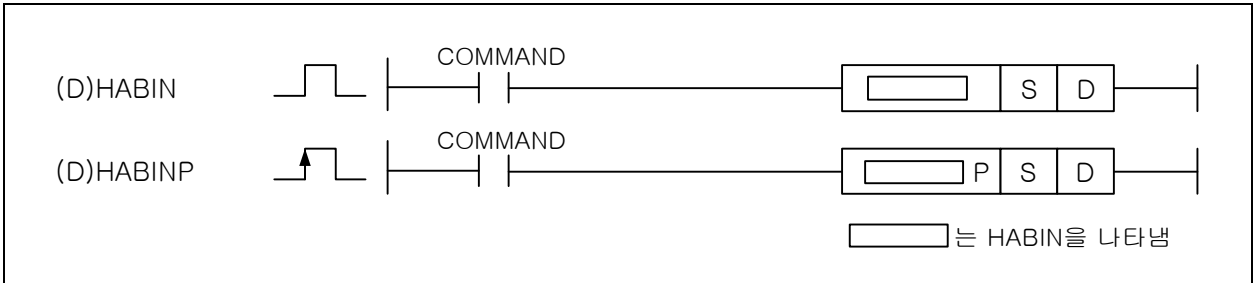 COMMAND
(D)HABIN S D
COMMAND
(D)HABINP P S D
는 HABIN을 나타냄